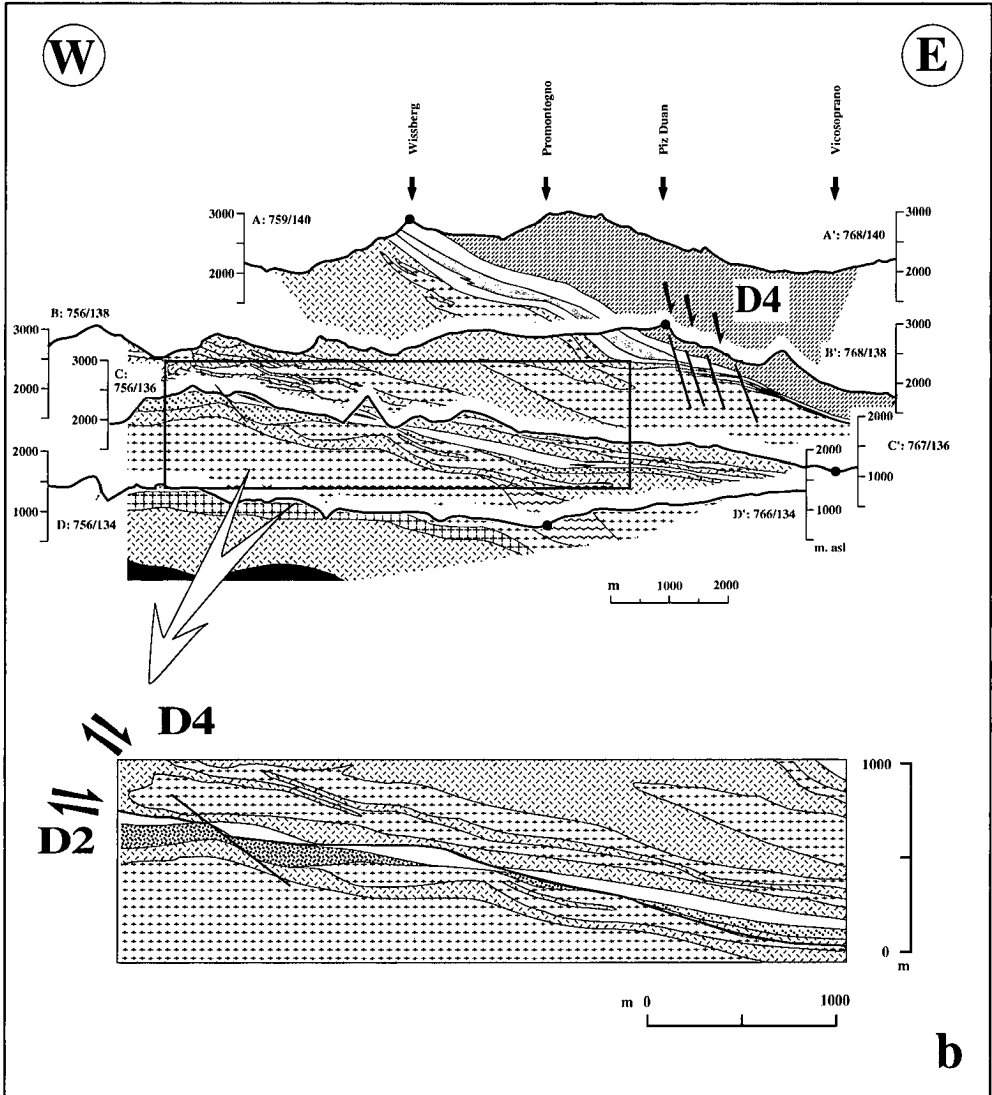 W
E
Wissberg
Promontogno
Piz Duan
Vicosoprano
3000
A: 759/140
2000
3000
A': 768/140
2000
D4
B: 756/138
3000
2000
3000
B': 768/138
2000
3000
C: 756/136
2000
2000
C': 767/136
1000
2000
1000
D: 756/134
2000
1000
D': 766/134
m. asl
m 1000 2000
D4
D2
1000
0
m
m 0 1000
b